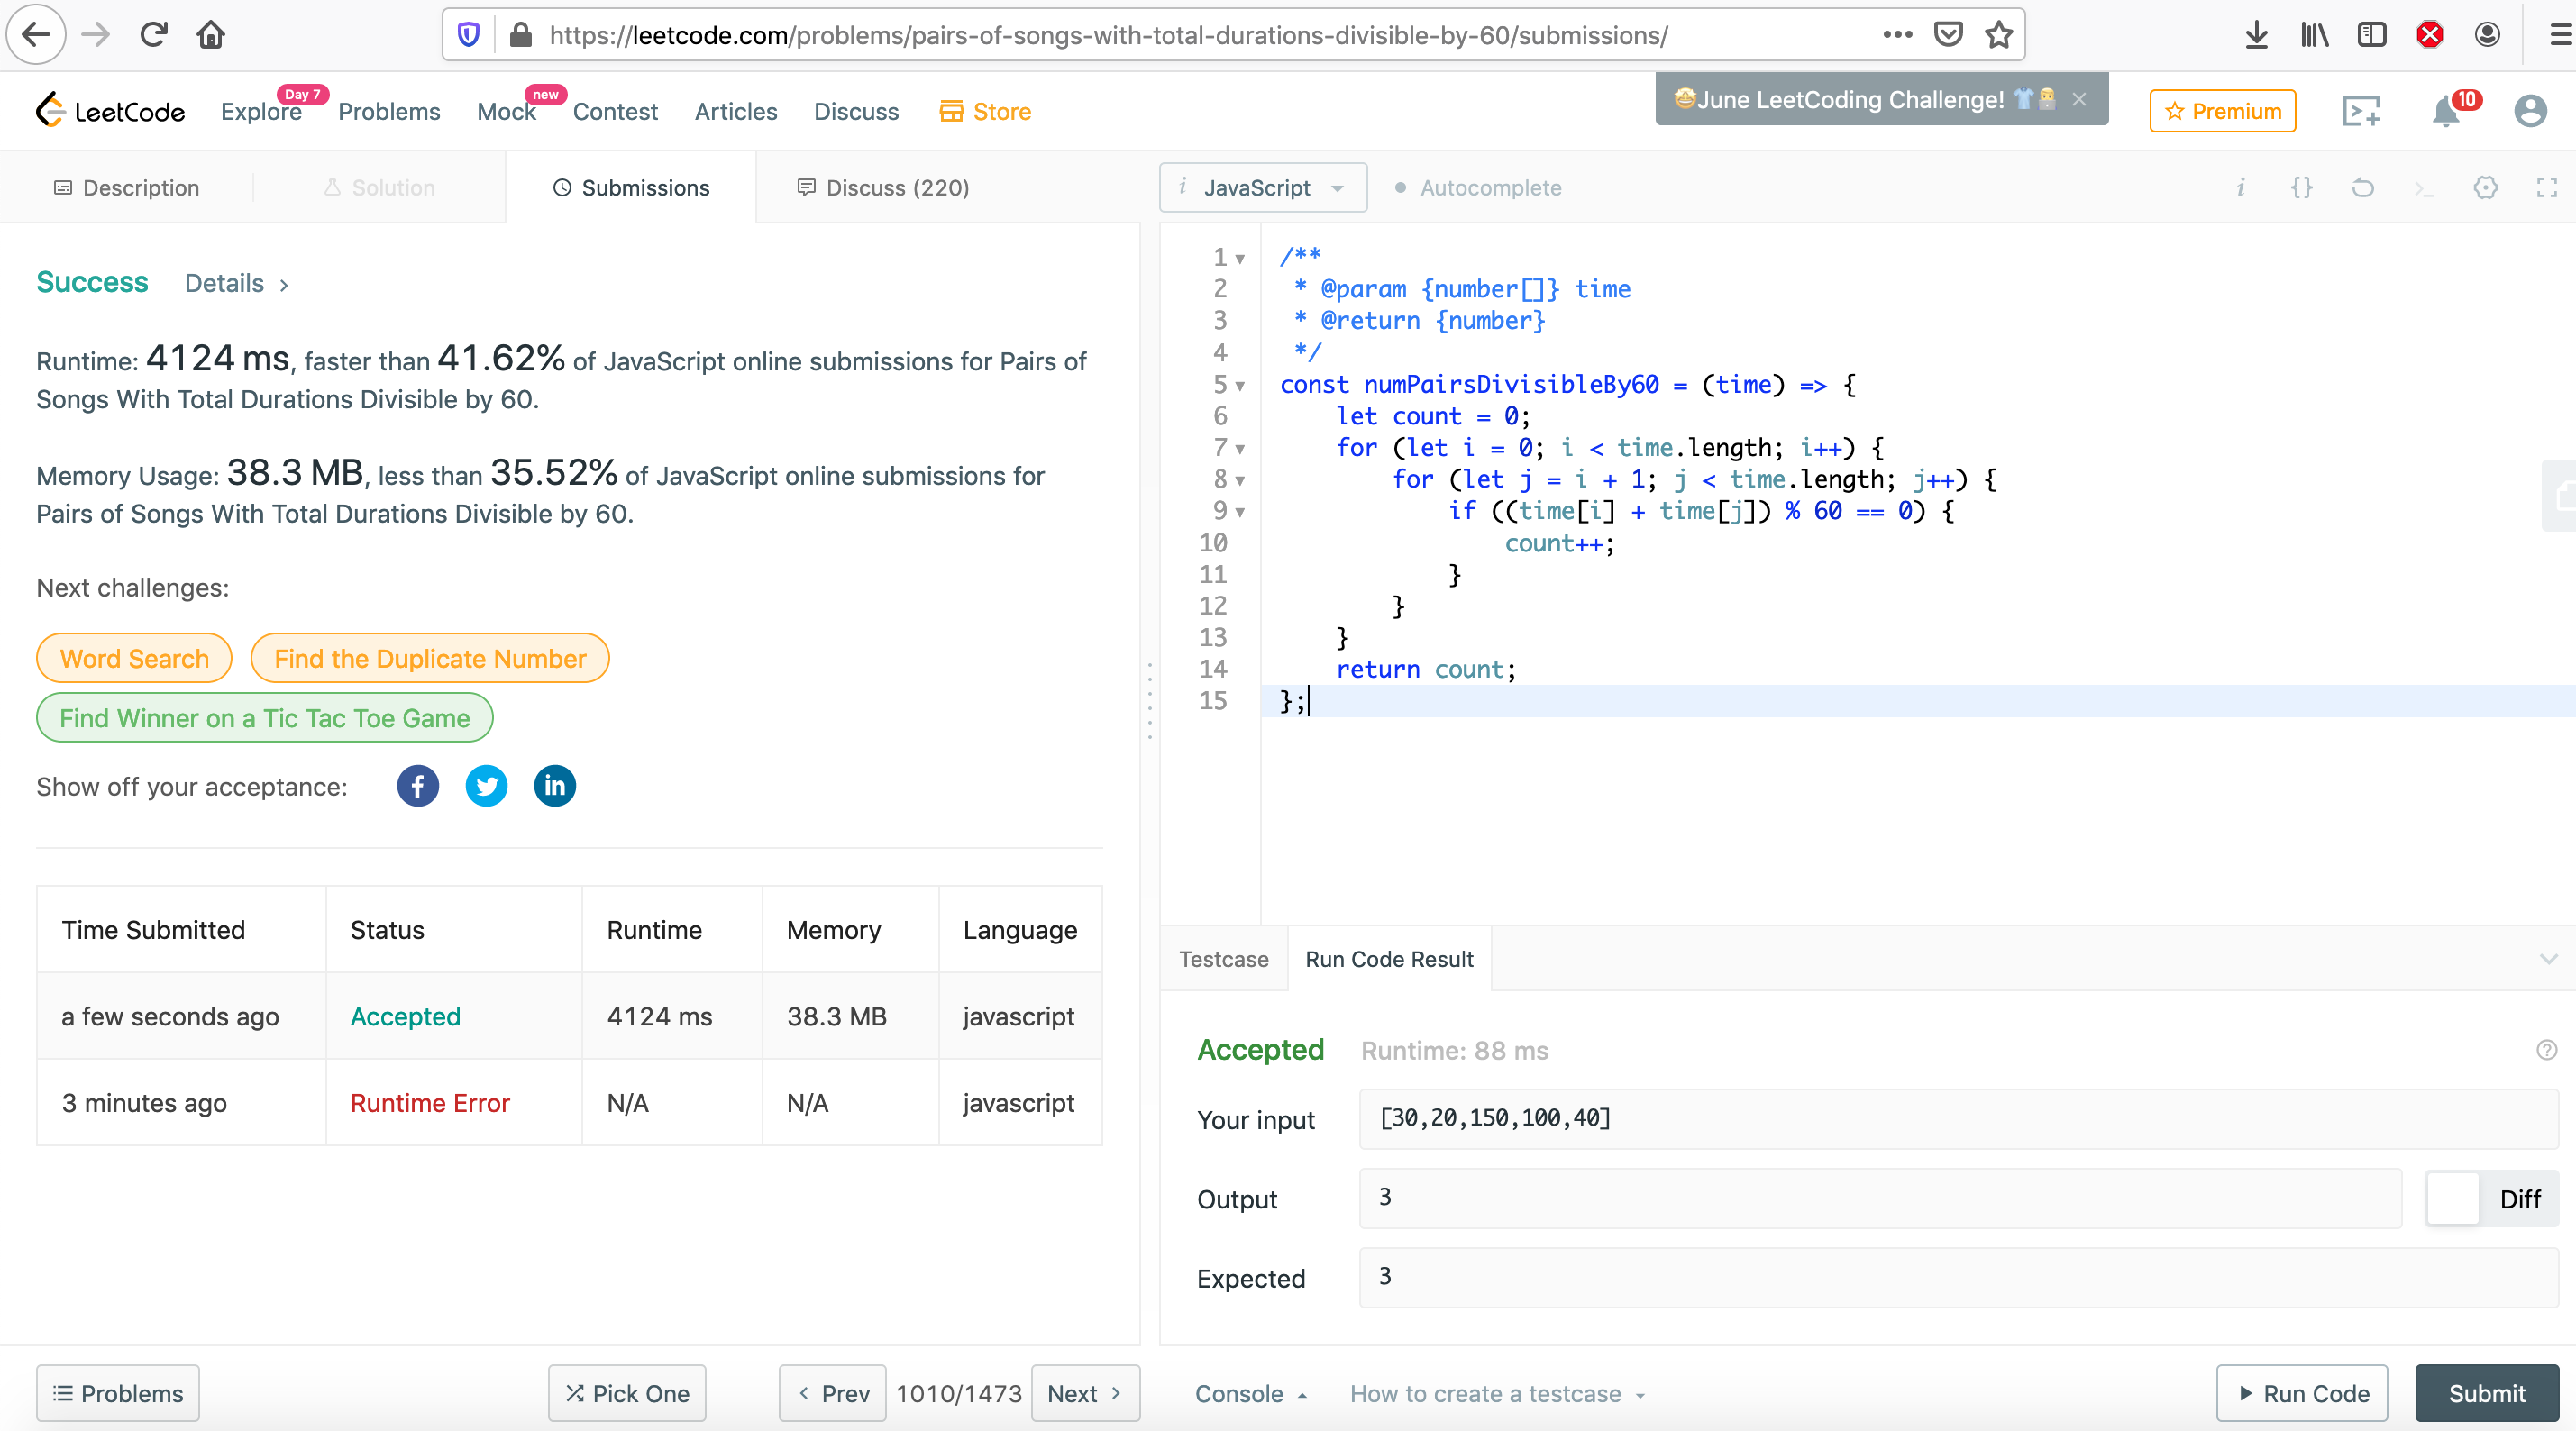 https://leetcode.com/problems/pairs-of-songs-with-total-durations-divisible-by-60/submissions/
LeetCode
Explore
Day 7
Problems
Mock
new
Contest
Articles
Discuss
Store
🤩June LeetCoding Challenge! 👕👩‍💻
Premium
10
Description
Solution
Submissions
Discuss (220)
Success Details >
Runtime: 4124 ms, faster than 41.62% of JavaScript online submissions for Pairs of
Songs With Total Durations Divisible by 60.
Memory Usage: 38.3 MB, less than 35.52% of JavaScript online submissions for
Pairs of Songs With Total Durations Divisible by 60.
Next challenges:
Word Search
Find the Duplicate Number
Find Winner on a Tic Tac Toe Game
Show off your acceptance:
Time Submitted Status Runtime Memory Language
a few seconds ago Accepted 4124 ms 38.3 MB javascript
3 minutes ago Runtime Error N/A N/A javascript
Problems
Pick One
< Prev
1010/1473
Next >
i JavaScript
Autocomplete
1 /**
2  * @param {number[]} time
3  * @return {number}
4  */
5 const numPairsDivisibleBy60 = (time) => {
6     let count = 0;
7     for (let i = 0; i < time.length; i++) {
8         for (let j = i + 1; j < time.length; j++) {
9             if ((time[i] + time[j]) % 60 == 0) {
10                 count++;
11             }
12         }
13     }
14     return count;
15 };
Testcase
Run Code Result
Accepted Runtime: 88 ms
Your input [30,20,150,100,40]
Output 3
Diff
Expected 3
Console
How to create a testcase
Run Code
Submit